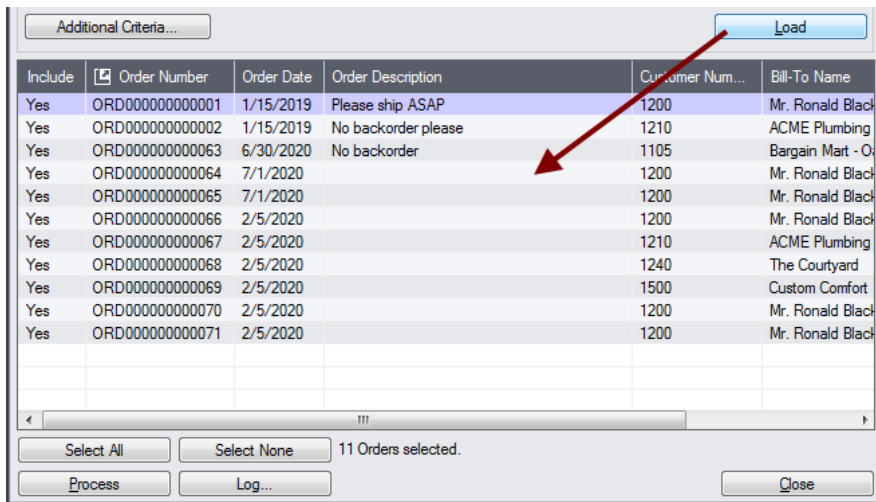 Additional Criteria... Load
Include Order Number Order Date Order Description Customer Num... Bill-To Name
Yes ORD000000000001 1/15/2019 Please ship ASAP 1200 Mr. Ronald Black
Yes ORD000000000002 1/15/2019 No backorder please 1210 ACME Plumbing
Yes ORD000000000063 6/30/2020 No backorder 1105 Bargain Mart - Oa
Yes ORD000000000064 7/1/2020 1200 Mr. Ronald Black
Yes ORD000000000065 7/1/2020 1200 Mr. Ronald Black
Yes ORD000000000066 2/5/2020 1200 Mr. Ronald Black
Yes ORD000000000067 2/5/2020 1210 ACME Plumbing
Yes ORD000000000068 2/5/2020 1240 The Courtyard
Yes ORD000000000069 2/5/2020 1500 Custom Comfort
Yes ORD000000000070 2/5/2020 1200 Mr. Ronald Black
Yes ORD000000000071 2/5/2020 1200 Mr. Ronald Black
Select All Select None 11 Orders selected.
Process Log... Close